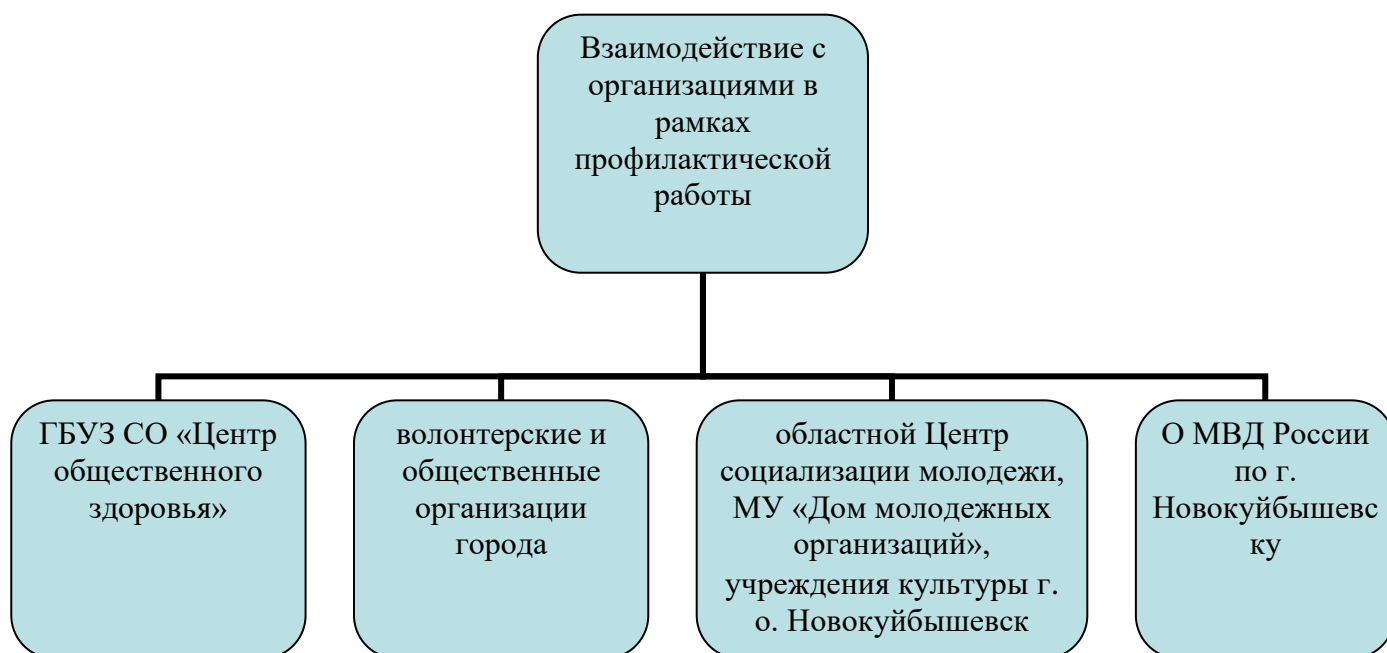 Взаимодействие с
организациями в
рамках
профилактической
работы
ГБУЗ СО «Центр
общественного
здоровья»
волонтерские и
общественные
организации
города
областной Центр
социализации молодежи,
МУ «Дом молодежных
организаций»,
учреждения культуры г.
о. Новокуйбышевск
О МВД России
по г.
Новокуйбышевс
ку